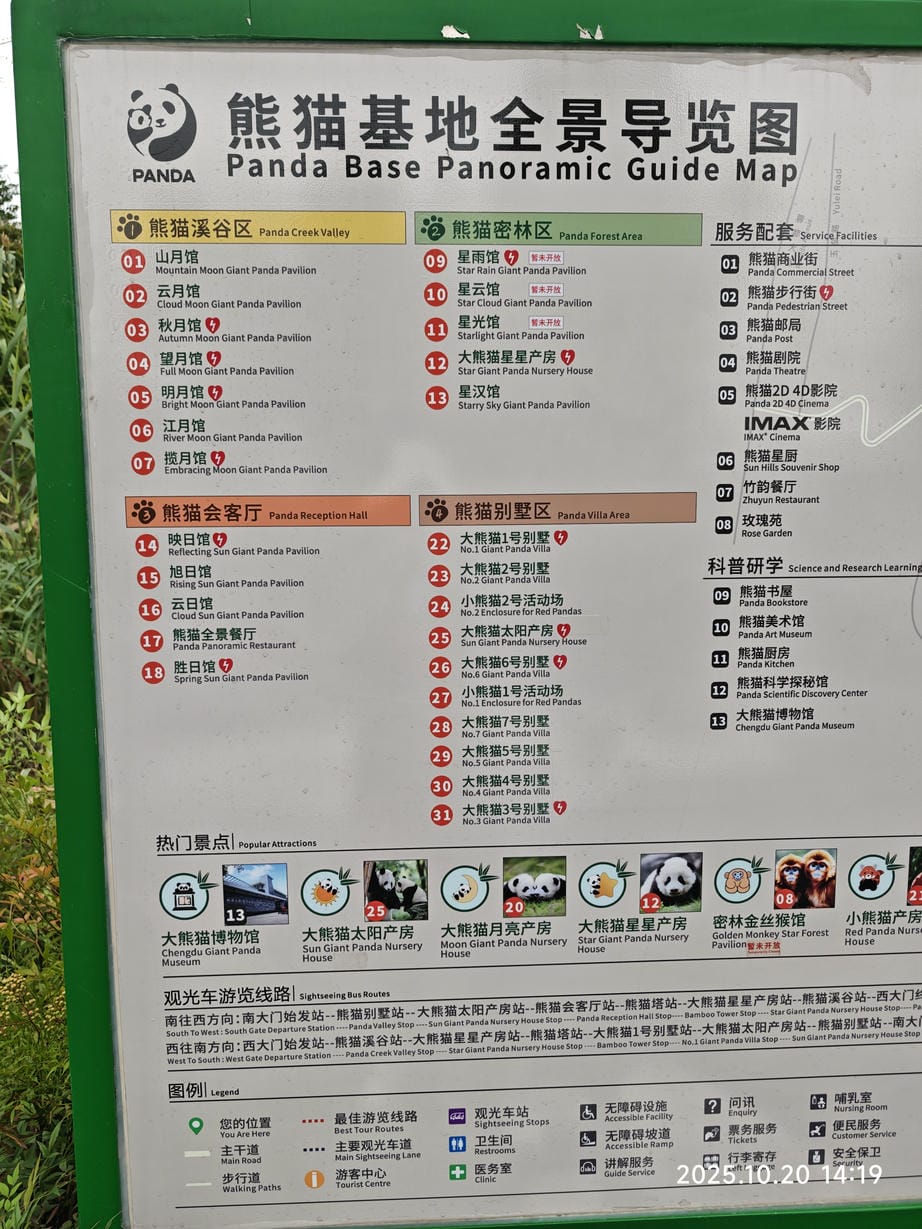 熊猫基地全景导览图
PANDA
Panda Base Panoramic Guide Map
1 熊猫溪谷区 Panda Creek Valley
01 山月馆
Mountain Moon Giant Panda Pavilion
02 云月馆
Cloud Moon Giant Panda Pavilion
03 秋月馆
Autumn Moon Giant Panda Pavilion
04 望月馆
Full Moon Giant Panda Pavilion
05 明月馆
Bright Moon Giant Panda Pavilion
06 江月馆
River Moon Giant Panda Pavilion
07 揽月馆
Embracing Moon Giant Panda Pavilion
2 熊猫密林区 Panda Forest Area
09 星雨馆 暂未开放
Star Rain Giant Panda Pavilion
10 星云馆 暂未开放
Star Cloud Giant Panda Pavilion
11 星光馆 暂未开放
Starlight Giant Panda Pavilion
12 大熊猫星星产房
Star Giant Panda Nursery House
13 星汉馆
Starry Sky Giant Panda Pavilion
3 熊猫会客厅 Panda Reception Hall
14 映日馆
Reflecting Sun Giant Panda Pavilion
15 旭日馆
Rising Sun Giant Panda Pavilion
16 云日馆
Cloud Sun Giant Panda Pavilion
17 熊猫全景餐厅
Panda Panoramic Restaurant
18 胜日馆
Spring Sun Giant Panda Pavilion
4 熊猫别墅区 Panda Villa Area
22 大熊猫1号别墅
No.1 Giant Panda Villa
23 大熊猫2号别墅
No.2 Giant Panda Villa
24 小熊猫2号活动场
No.2 Enclosure for Red Pandas
25 大熊猫太阳产房
Sun Giant Panda Nursery House
26 大熊猫6号别墅
No.6 Giant Panda Villa
27 小熊猫1号活动场
No.1 Enclosure for Red Pandas
28 大熊猫7号别墅
No.7 Giant Panda Villa
29 大熊猫5号别墅
No.5 Giant Panda Villa
30 大熊猫4号别墅
No.4 Giant Panda Villa
31 大熊猫3号别墅
No.3 Giant Panda Villa
服务配套 Service Facilities
Yulei Road
01 熊猫商业街
Panda Commercial Street
02 熊猫步行街
Panda Pedestrian Street
03 熊猫邮局
Panda Post
04 熊猫剧院
Panda Theatre
05 熊猫2D 4D影院
Panda 2D 4D Cinema
IMAX® 影院
IMAX® Cinema
06 熊猫星厨
Sun Hills Souvenir Shop
07 竹韵餐厅
Zhuyun Restaurant
08 玫瑰苑
Rose Garden
科普研学 Science and Research Learning
09 熊猫书屋
Panda Bookstore
10 熊猫美术馆
Panda Art Museum
11 熊猫厨房
Panda Kitchen
12 熊猫科学探秘馆
Panda Scientific Discovery Center
13 大熊猫博物馆
Chengdu Giant Panda Museum
热门景点 Popular Attractions
13
大熊猫博物馆
Chengdu Giant Panda
Museum
25
大熊猫太阳产房
Sun Giant Panda Nursery
House
20
大熊猫月亮产房
Moon Giant Panda Nursery
House
12
大熊猫星星产房
Star Giant Panda Nursery
House
08
密林金丝猴馆
Golden Monkey Star Forest
Pavilion 暂未开放
小熊猫产房
Red Panda Nurse
House
观光车游览线路 Sightseeing Bus Routes
南往西方向:南大门始发站--熊猫别墅站--大熊猫太阳产房站--熊猫会客厅站--熊猫塔站--大熊猫星星产房站--熊猫溪谷站--西大门
South To West : South Gate Departure Station ---- Panda Valley Stop ---- Sun Giant Panda Nursery House Stop ---- Panda Reception Hall Stop ---- Bamboo Tower Stop ---- Star Giant Panda Nursery House Stop ----
西往南方向:西大门始发站--熊猫溪谷站--大熊猫星星产房站--熊猫塔站--大熊猫1号别墅站--大熊猫太阳产房站--熊猫别墅站--南大
West To South : West Gate Departure Station ---- Panda Creek Valley Stop ---- Star Giant Panda Nursery House Stop ---- Bamboo Tower Stop ---- No.1 Giant Panda Villa Stop ---- Sun Giant Panda Nursery House Stop
图例 Legend
您的位置
You Are Here
主干道
Main Road
步行道
Walking Paths
最佳游览线路
Best Tour Routes
主要观光车道
Main Sightseeing Lane
游客中心
Tourist Centre
观光车站
Sightseeing Stops
卫生间
Restrooms
医务室
Clinic
无障碍设施
Accessible Facility
无障碍坡道
Accessible Ramp
讲解服务
Guide Service
问讯
Enquiry
票务服务
Tickets
行李寄存
哺乳室
Nursing Room
便民服务
Customer Service
安全保卫
Security
2025.10.20 14:19